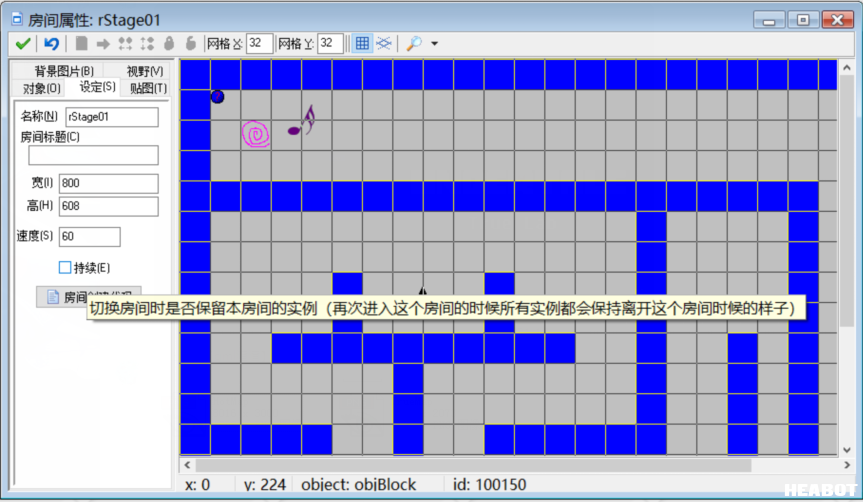 房间属性: rStage01
网格 X: 32 网格 Y: 32
背景图片(B) 视野(V)
对象(O) 设定(S) 贴图(T)
名称(N) rStage01
房间标题(C)
宽(I) 800
高(H) 608
速度(S) 60
持续(E)
切换房间时是否保留本房间的实例（再次进入这个房间的时候所有实例都会保持离开这个房间时候的样子）
x: 0 y: 224 object: objBlock id: 100150
HEABOT